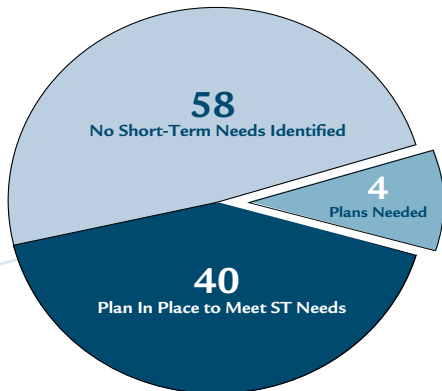 58
No Short-Term Needs Identified
4
Plans Needed
40
Plan In Place to Meet ST Needs